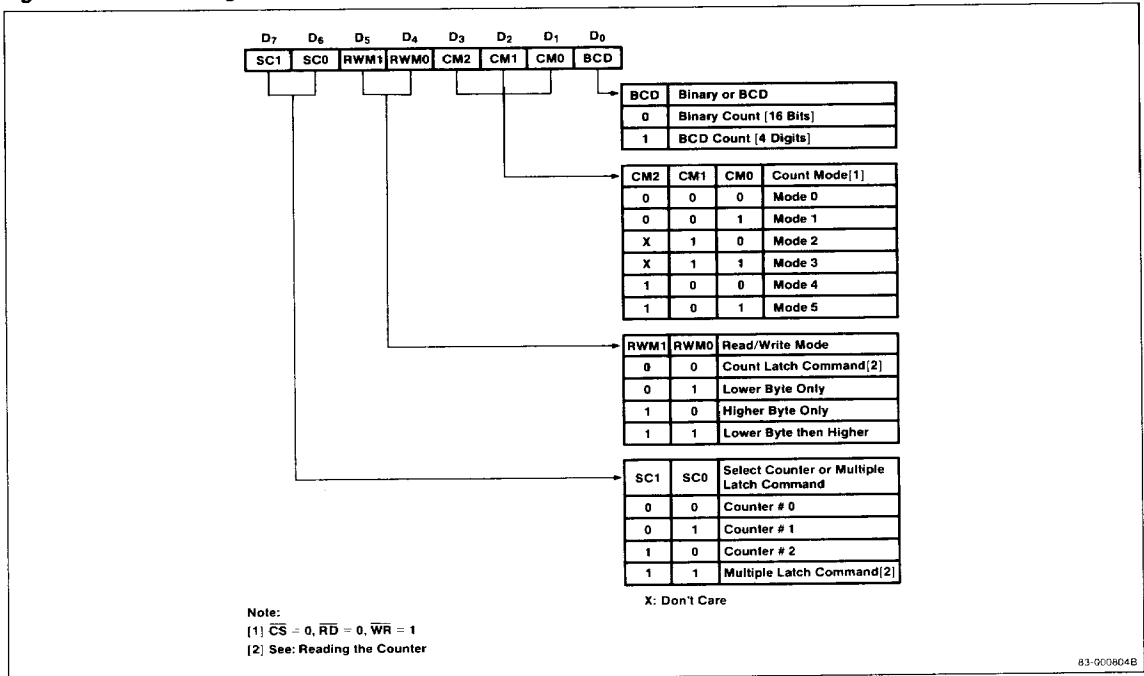 D7 D6 D5 D4 D3 D2 D1 D0
SC1 SC0 RWM1 RWM0 CM2 CM1 CM0 BCD
BCD Binary or BCD
0 Binary Count [16 Bits]
1 BCD Count [4 Digits]
CM2 CM1 CM0 Count Mode[1]
0 0 0 Mode 0
0 0 1 Mode 1
X 1 0 Mode 2
X 1 1 Mode 3
1 0 0 Mode 4
1 0 1 Mode 5
RWM1 RWM0 Read/Write Mode
0 0 Count Latch Command[2]
0 1 Lower Byte Only
1 0 Higher Byte Only
1 1 Lower Byte then Higher
SC1 SC0 Select Counter or Multiple
Latch Command
0 0 Counter # 0
0 1 Counter # 1
1 0 Counter # 2
1 1 Multiple Latch Command[2]
X: Don't Care
Note:
[1] C̅S̅ = 0, R̅D̅ = 0, W̅R̅ = 1
[2] See: Reading the Counter
83-000804B